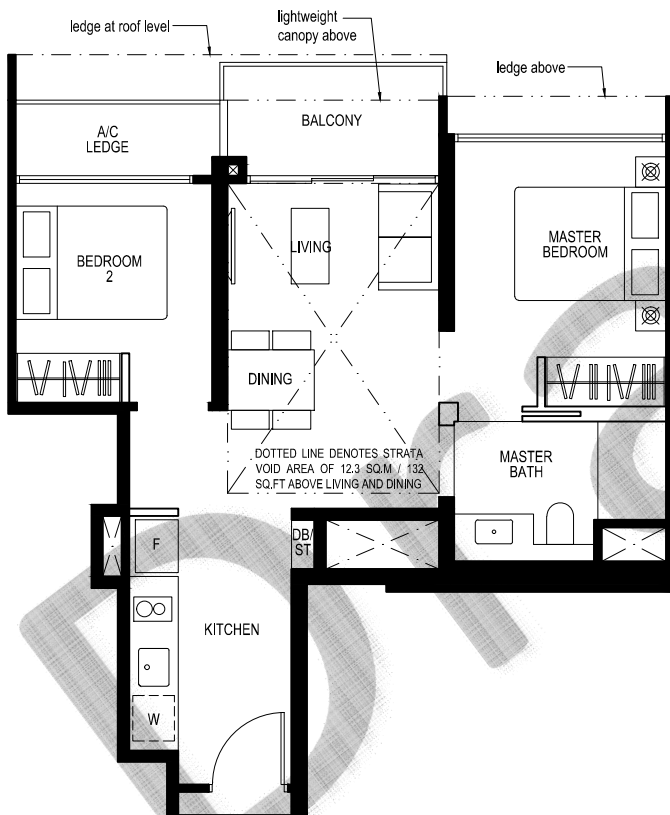 ledge at roof level
lightweight
canopy above
ledge above
A/C
LEDGE
BALCONY
BEDROOM
2
LIVING
MASTER
BEDROOM
DINING
DOTTED LINE DENOTES STRATA
VOID AREA OF 12.3 SQ.M / 132
SQ.FT ABOVE LIVING AND DINING
MASTER
BATH
F
DB/
ST
KITCHEN
W